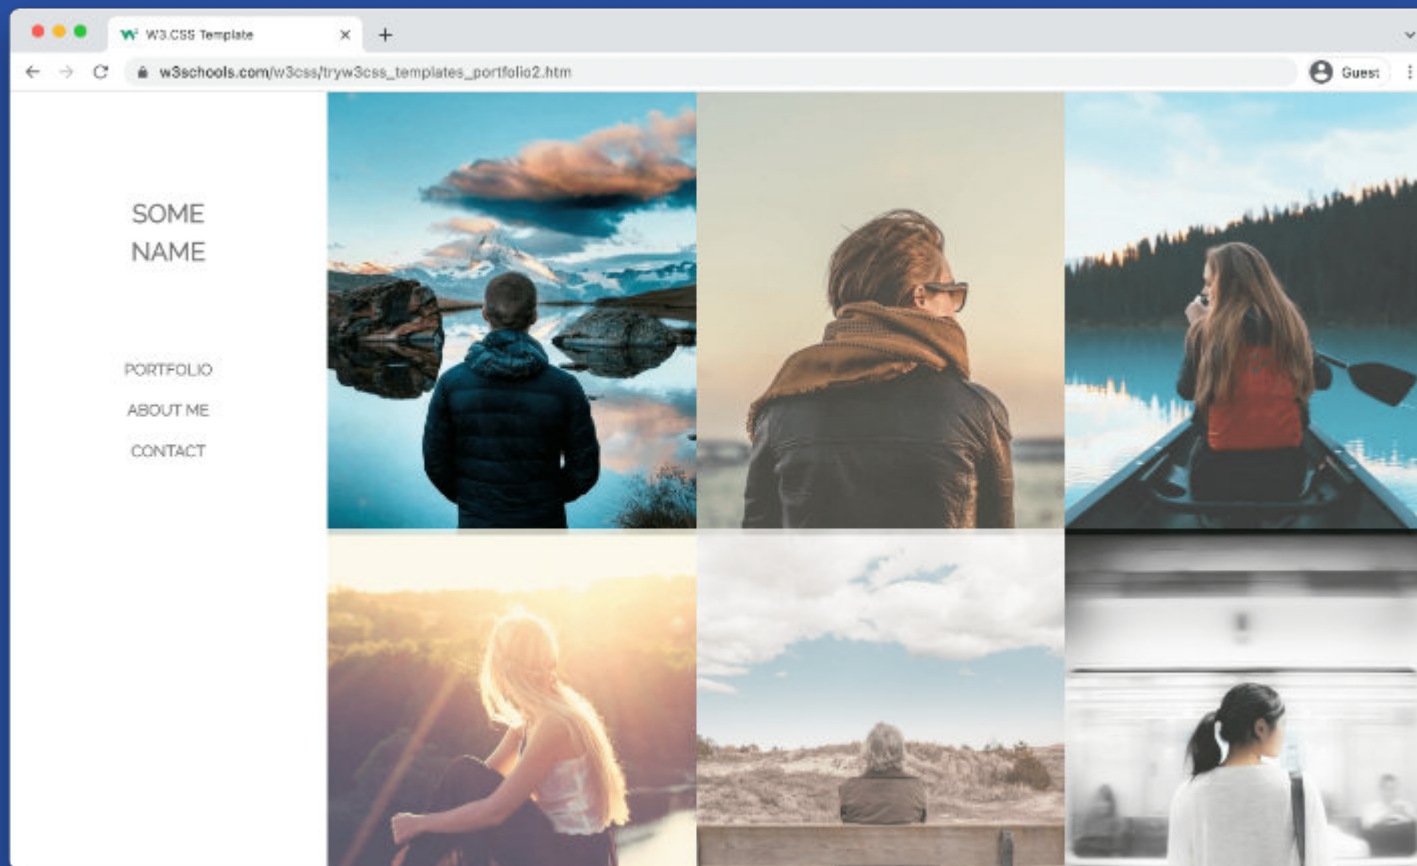 W3.CSS Template
w3schools.com/w3css/tryw3css_templates_portfolio2.htm
Guest
SOME
NAME
PORTFOLIO
ABOUT ME
CONTACT